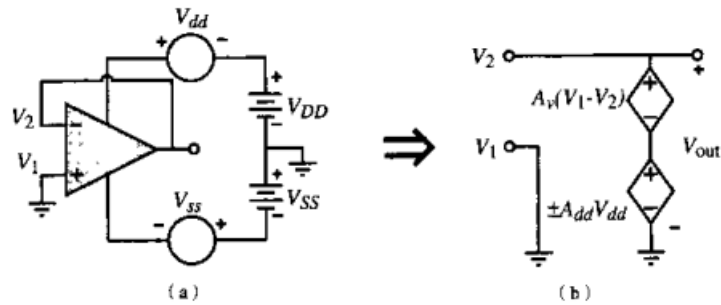 V_dd
+ −
V_2
V_1
−
+
+
−
V_DD
+
−
V_SS
V_ss
− +
(a)
⇒
V_2
V_1
A_v(V_1-V_2)
+
−
±A_dd V_dd
+
−
+
V_out
−
(b)